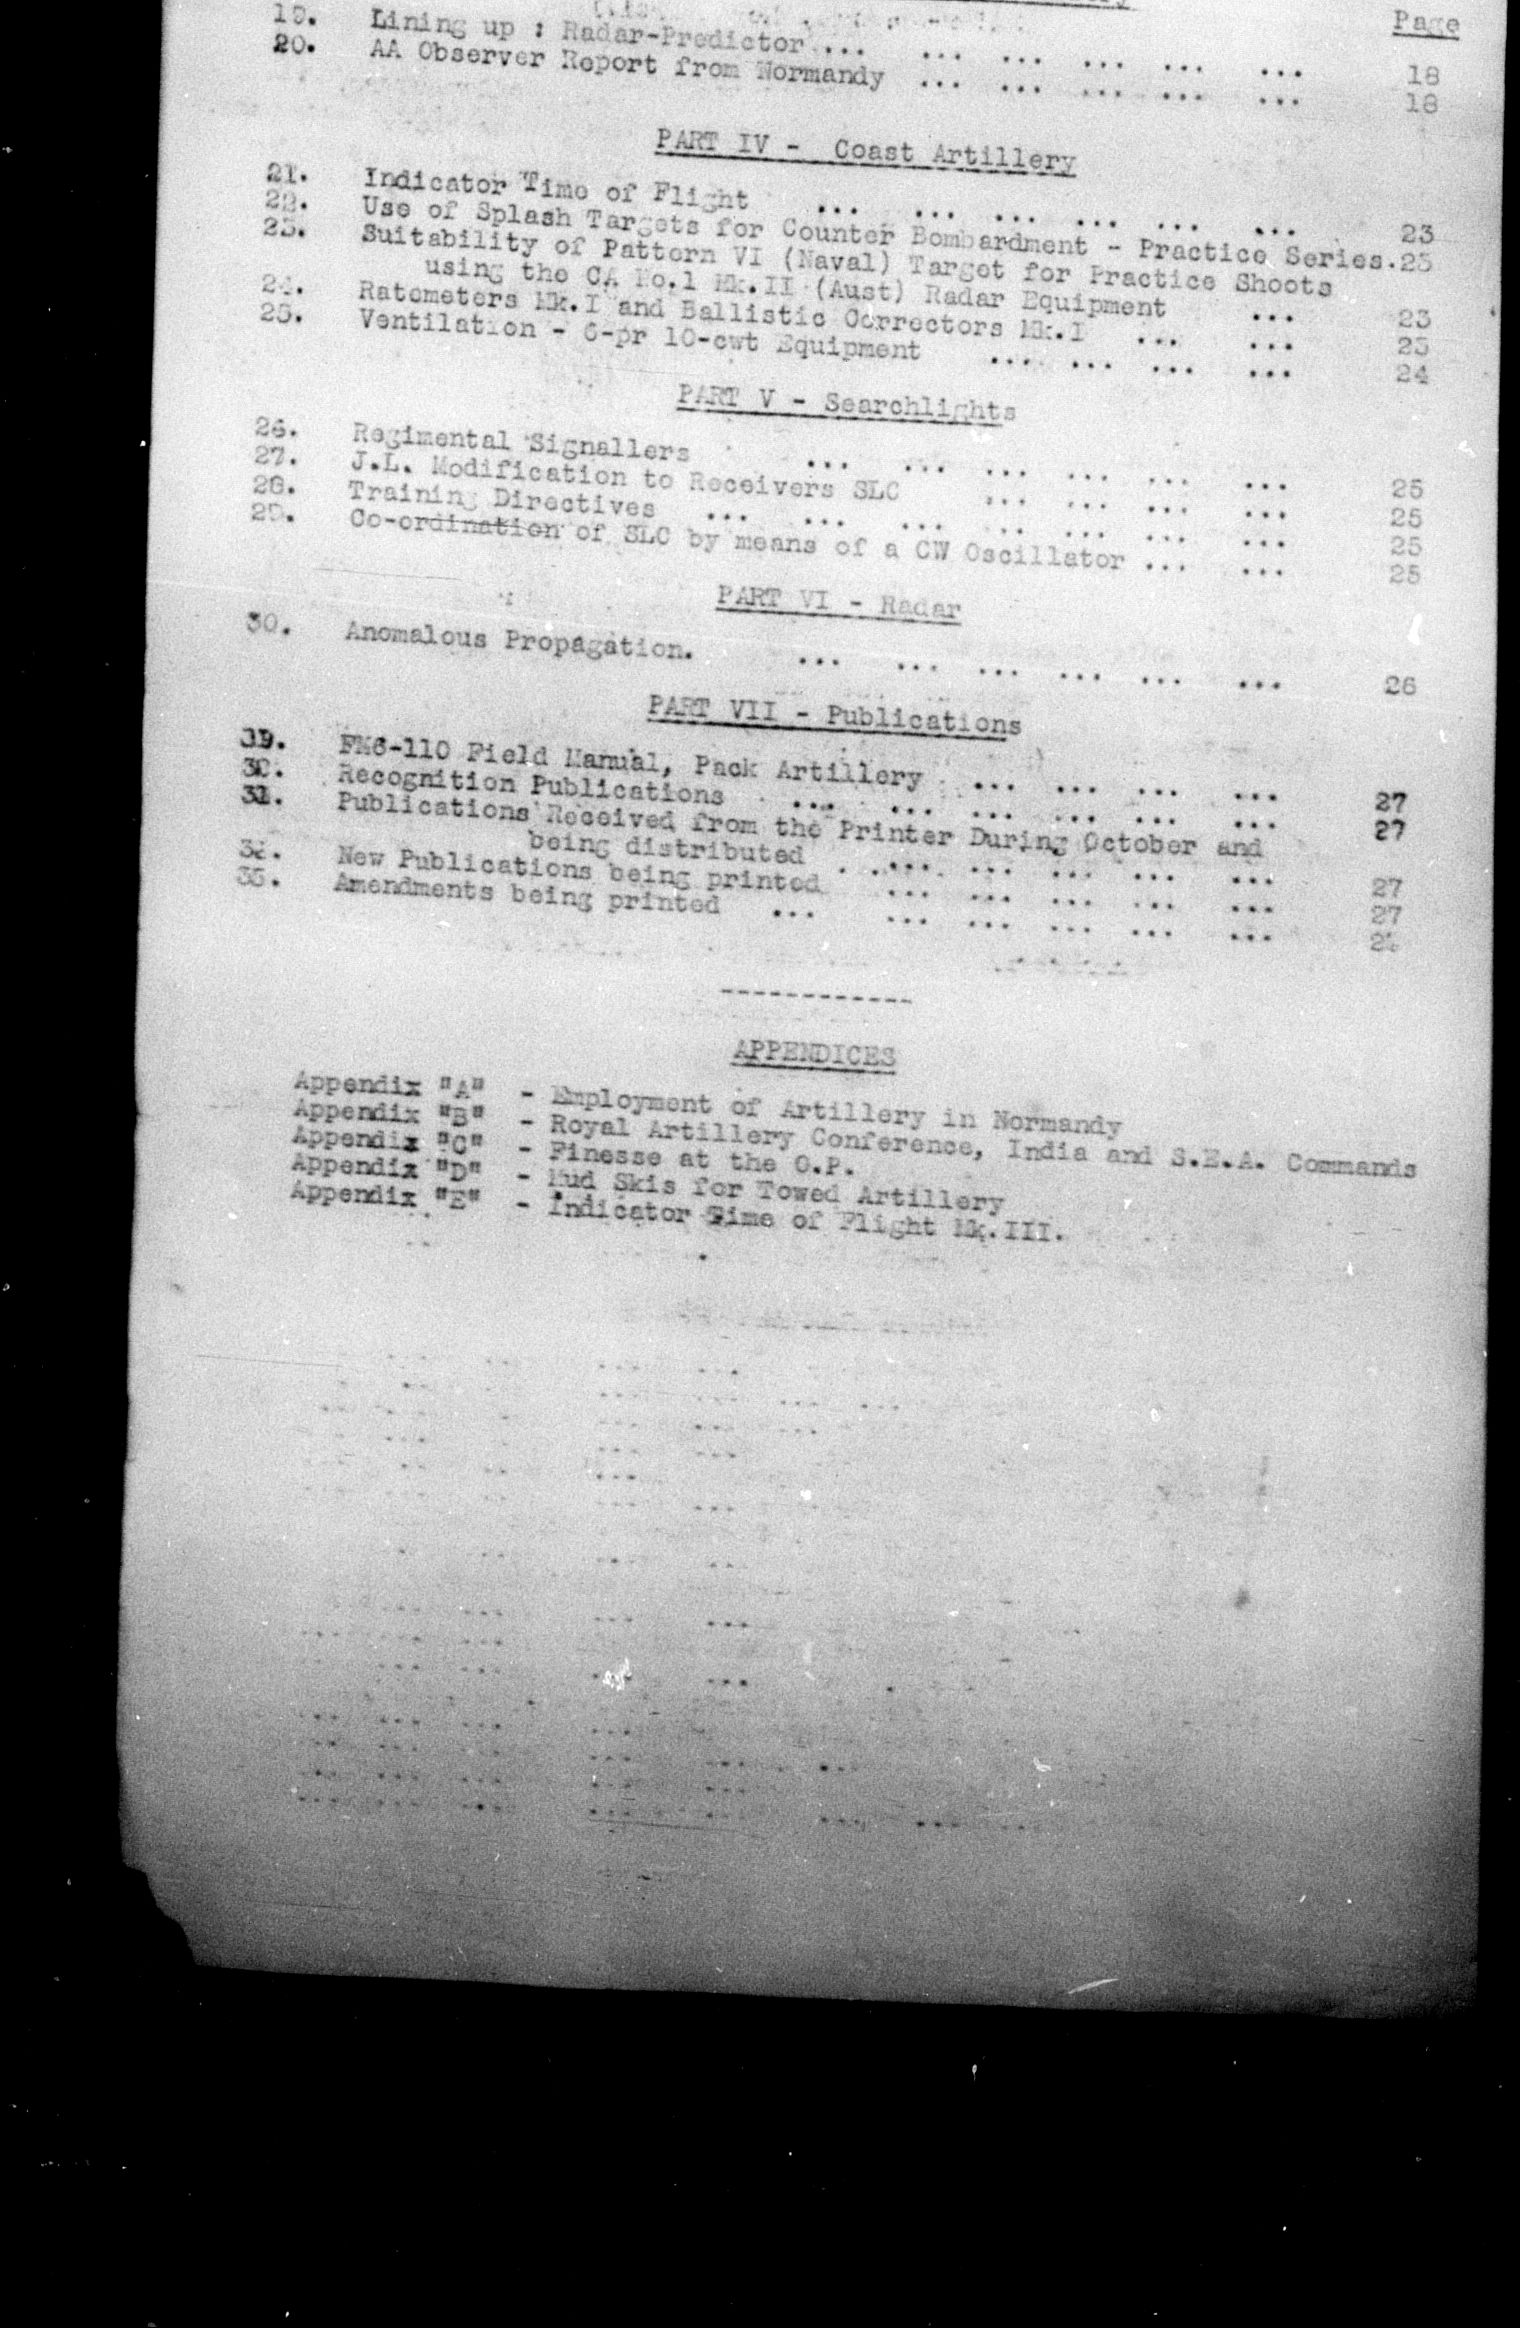 Page
19. Lining up : Radar-Predictor ... ... ... ... ... ... 18
20. AA Observer Report from Normandy ... ... ... ... ... 18
PART IV - Coast Artillery
21. Indicator Time of Flight ... ... ... ... ... ... 23
22. Use of Splash Targets for Counter Bombardment - Practice Series.23
23. Suitability of Pattern VI (Naval) Target for Practice Shoots
using the CA No.1 Mk.II (Aust) Radar Equipment ... 23
24. Ratemeters Mk.I and Ballistic Correctors Mk.I ... ... 23
25. Ventilation - 6-pr 10-cwt Equipment ... ... ... ... 24
PART V - Searchlights
26. Regimental Signallers ... ... ... ... ... ... 25
27. J.L. Modification to Receivers SLC ... ... ... ... 25
28. Training Directives ... ... ... ... ... ... ... 25
29. Co-ordination of SLC by means of a CW Oscillator ... ... 25
PART VI - Radar
30. Anomalous Propagation. ... ... ... ... ... ... 26
PART VII - Publications
FM6-110 Field Manual, Pack Artillery ... ... ... ... 27
Recognition Publications ... ... ... ... ... ... 27
Publications Received from the Printer During October and
being distributed ... ... ... ... ... 27
New Publications being printed ... ... ... ... ... 27
Amendments being printed ... ... ... ... ... ...
------------
APPENDICES
Appendix "A" - Employment of Artillery in Normandy
Appendix "B" - Royal Artillery Conference, India and S.E.A. Commands
Appendix "C" - Finesse at the O.P.
Appendix "D" - Mud Skis for Towed Artillery
Appendix "E" - Indicator Time of Flight Mk.III.